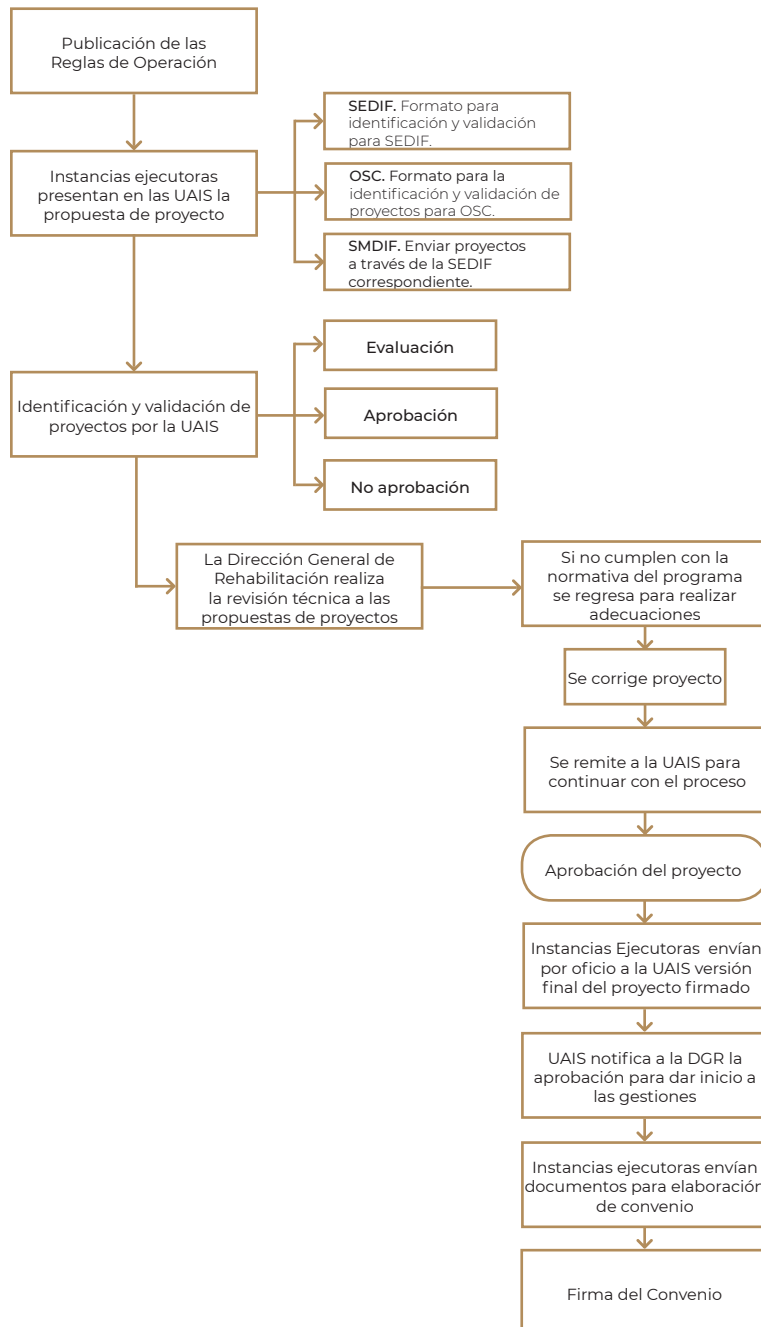 Publicación de las
Reglas de Operación
Instancias ejecutoras
presentan en las UAIS la
propuesta de proyecto
SEDIF. Formato para
identificación y validación
para SEDIF.
OSC. Formato para la
identificación y validación de
proyectos para OSC.
SMDIF. Enviar proyectos
a través de la SEDIF
correspondiente.
Identificación y validación de
proyectos por la UAIS
Evaluación
Aprobación
No aprobación
La Dirección General de
Rehabilitación realiza
la revisión técnica a las
propuestas de proyectos
Si no cumplen con la
normativa del programa
se regresa para realizar
adecuaciones
Se corrige proyecto
Se remite a la UAIS para
continuar con el proceso
Aprobación del proyecto
Instancias Ejecutoras envían
por oficio a la UAIS versión
final del proyecto firmado
UAIS notifica a la DGR la
aprobación para dar inicio a
las gestiones
Instancias ejecutoras envían
documentos para elaboración
de convenio
Firma del Convenio